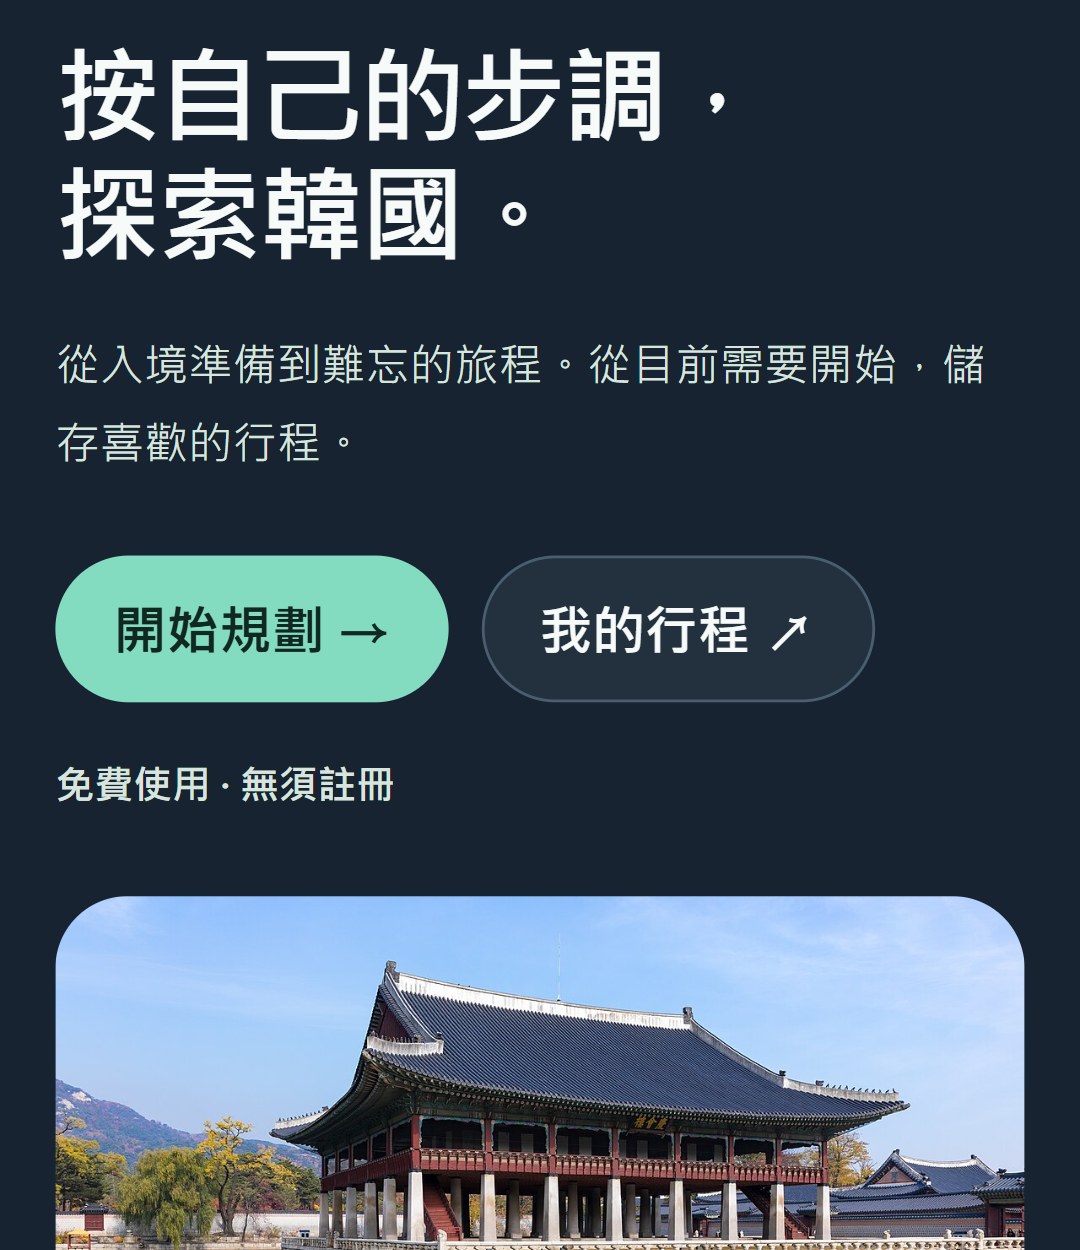 按自己的步調，
探索韓國。
從入境準備到難忘的旅程。從目前需要開始，儲
存喜歡的行程。
開始規劃 →
我的行程 ↗
免費使用 · 無須註冊